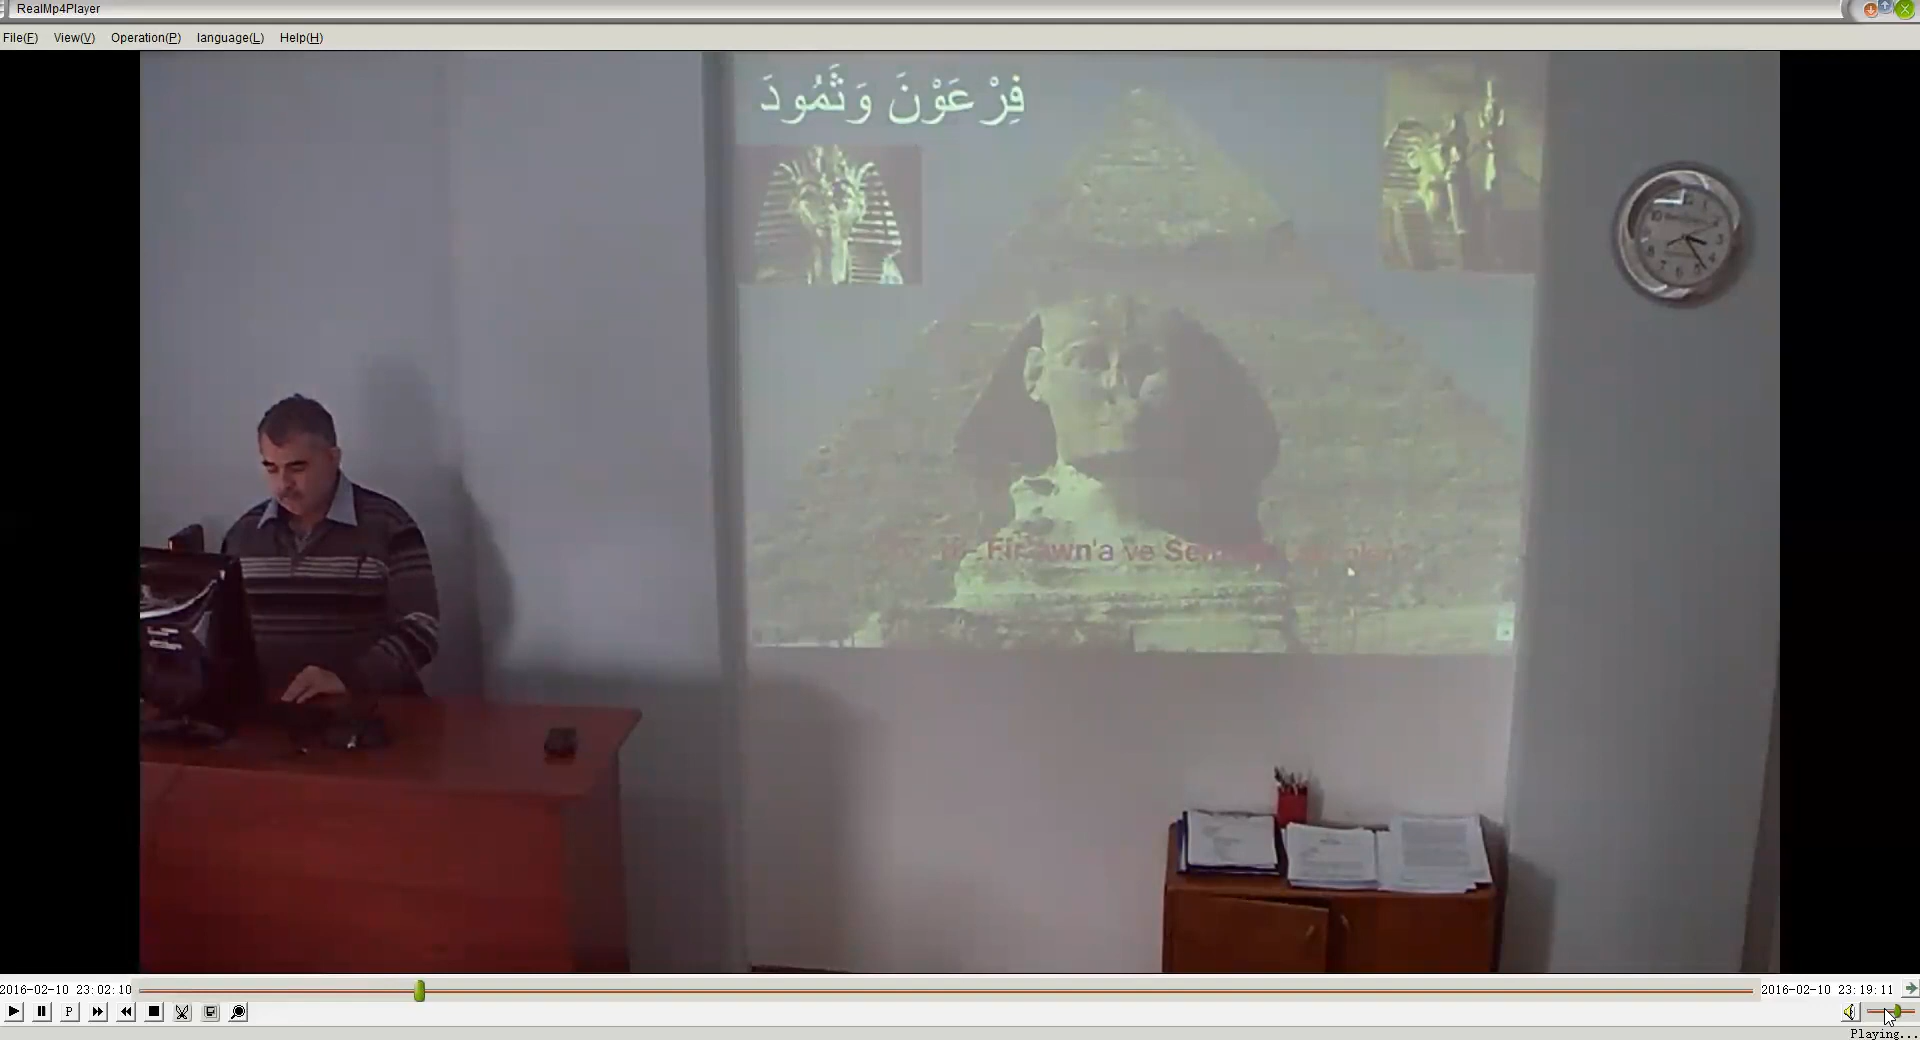 RealMp4Player
File(F) View(V) Operation(P) language(L) Help(H)
فِرْعَوْنَ وَثَمُودَ
Fir'awn'a ve
2016-02-10 23:02:10
2016-02-10 23:19:11
P
Playing...